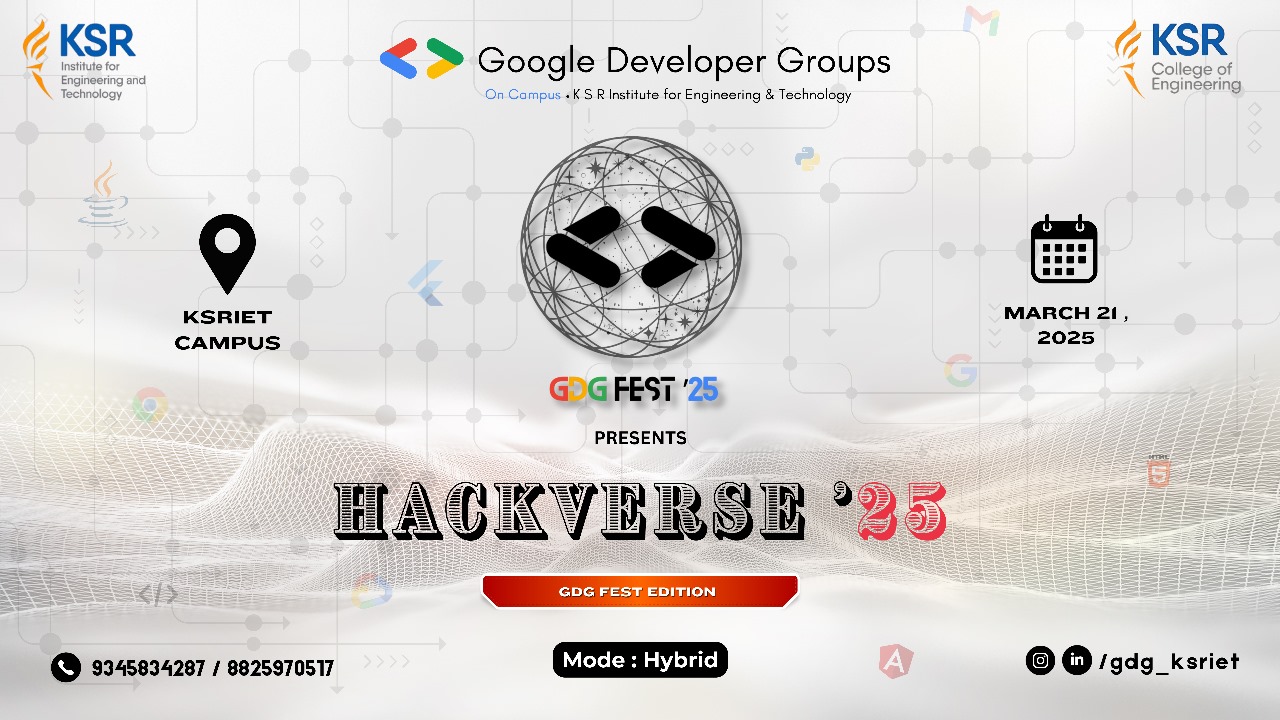 KSR
Institute for
Engineering and
Technology
Google Developer Groups
On Campus • K S R Institute for Engineering & Technology
KSR
College of
Engineering
KSRIET
CAMPUS
MARCH 21 ,
2025
GDG FEST '25
PRESENTS
HACKVERSE '25
GDG FEST EDITION
</>
Mode : Hybrid
9345834287 / 8825970517
/gdg_ksriet